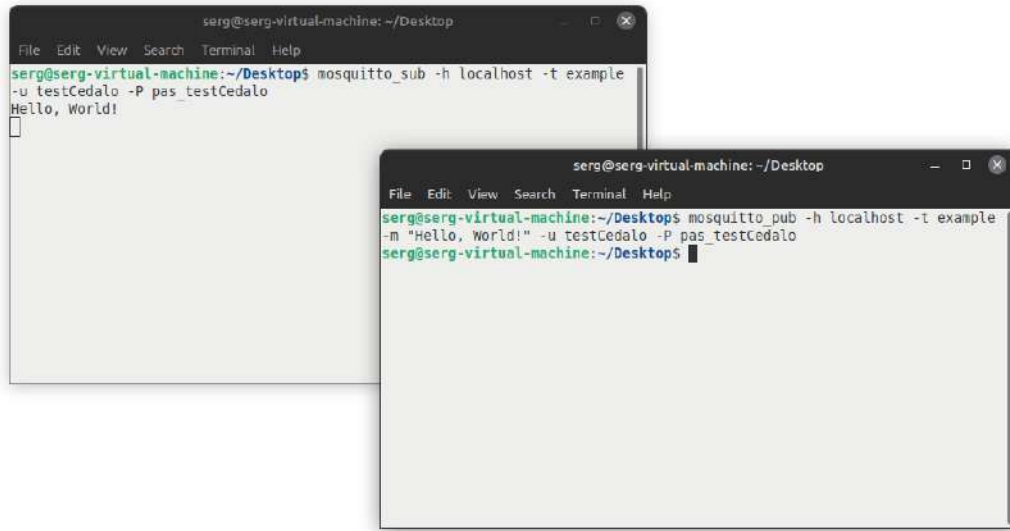 serg@serg-virtual-machine: ~/Desktop
File Edit View Search Terminal Help
serg@serg-virtual-machine:~/Desktop$ mosquitto_sub -h localhost -t example
-u testCedalo -P pas_testCedalo
Hello, World!
serg@serg-virtual-machine: ~/Desktop
File Edit View Search Terminal Help
serg@serg-virtual-machine:~/Desktop$ mosquitto_pub -h localhost -t example
-m "Hello, World!" -u testCedalo -P pas_testCedalo
serg@serg-virtual-machine:~/Desktop$